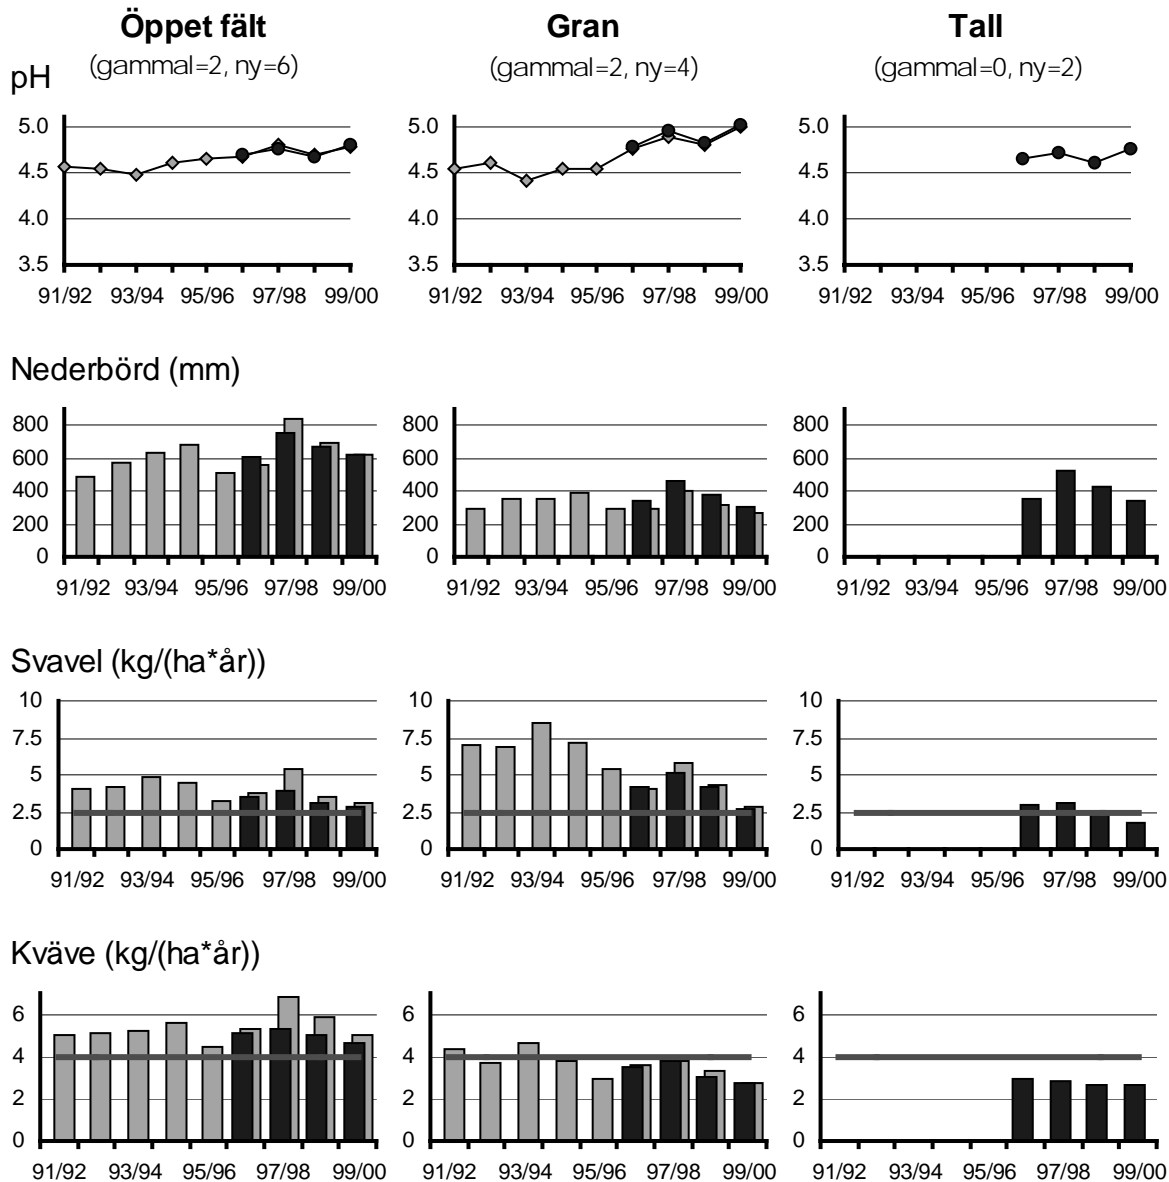 Öppet fält Gran Tall
(gammal=2, ny=6) (gammal=2, ny=4) (gammal=0, ny=2)
pH
5.0 5.0 5.0
4.5 4.5 4.5
4.0 4.0 4.0
3.5 3.5 3.5
91/92 93/94 95/96 97/98 99/00 91/92 93/94 95/96 97/98 99/00 91/92 93/94 95/96 97/98 99/00
Nederbörd (mm)
800 800 800
600 600 600
400 400 400
200 200 200
0 0 0
91/92 93/94 95/96 97/98 99/00 91/92 93/94 95/96 97/98 99/00 91/92 93/94 95/96 97/98 99/00
Svavel (kg/(ha*år))
10 10 10
7.5 7.5 7.5
5 5 5
2.5 2.5 2.5
0 0 0
91/92 93/94 95/96 97/98 99/00 91/92 93/94 95/96 97/98 99/00 91/92 93/94 95/96 97/98 99/00
Kväve (kg/(ha*år))
6 6 6
4 4 4
2 2 2
0 0 0
91/92 93/94 95/96 97/98 99/00 91/92 93/94 95/96 97/98 99/00 91/92 93/94 95/96 97/98 99/00